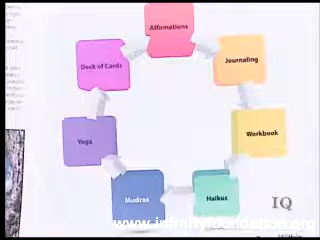 Affirmations
Deck of Cards
Journaling
Yoga
Workbook
Mudras
Haikus
IQ
www.infinityfoundation.org